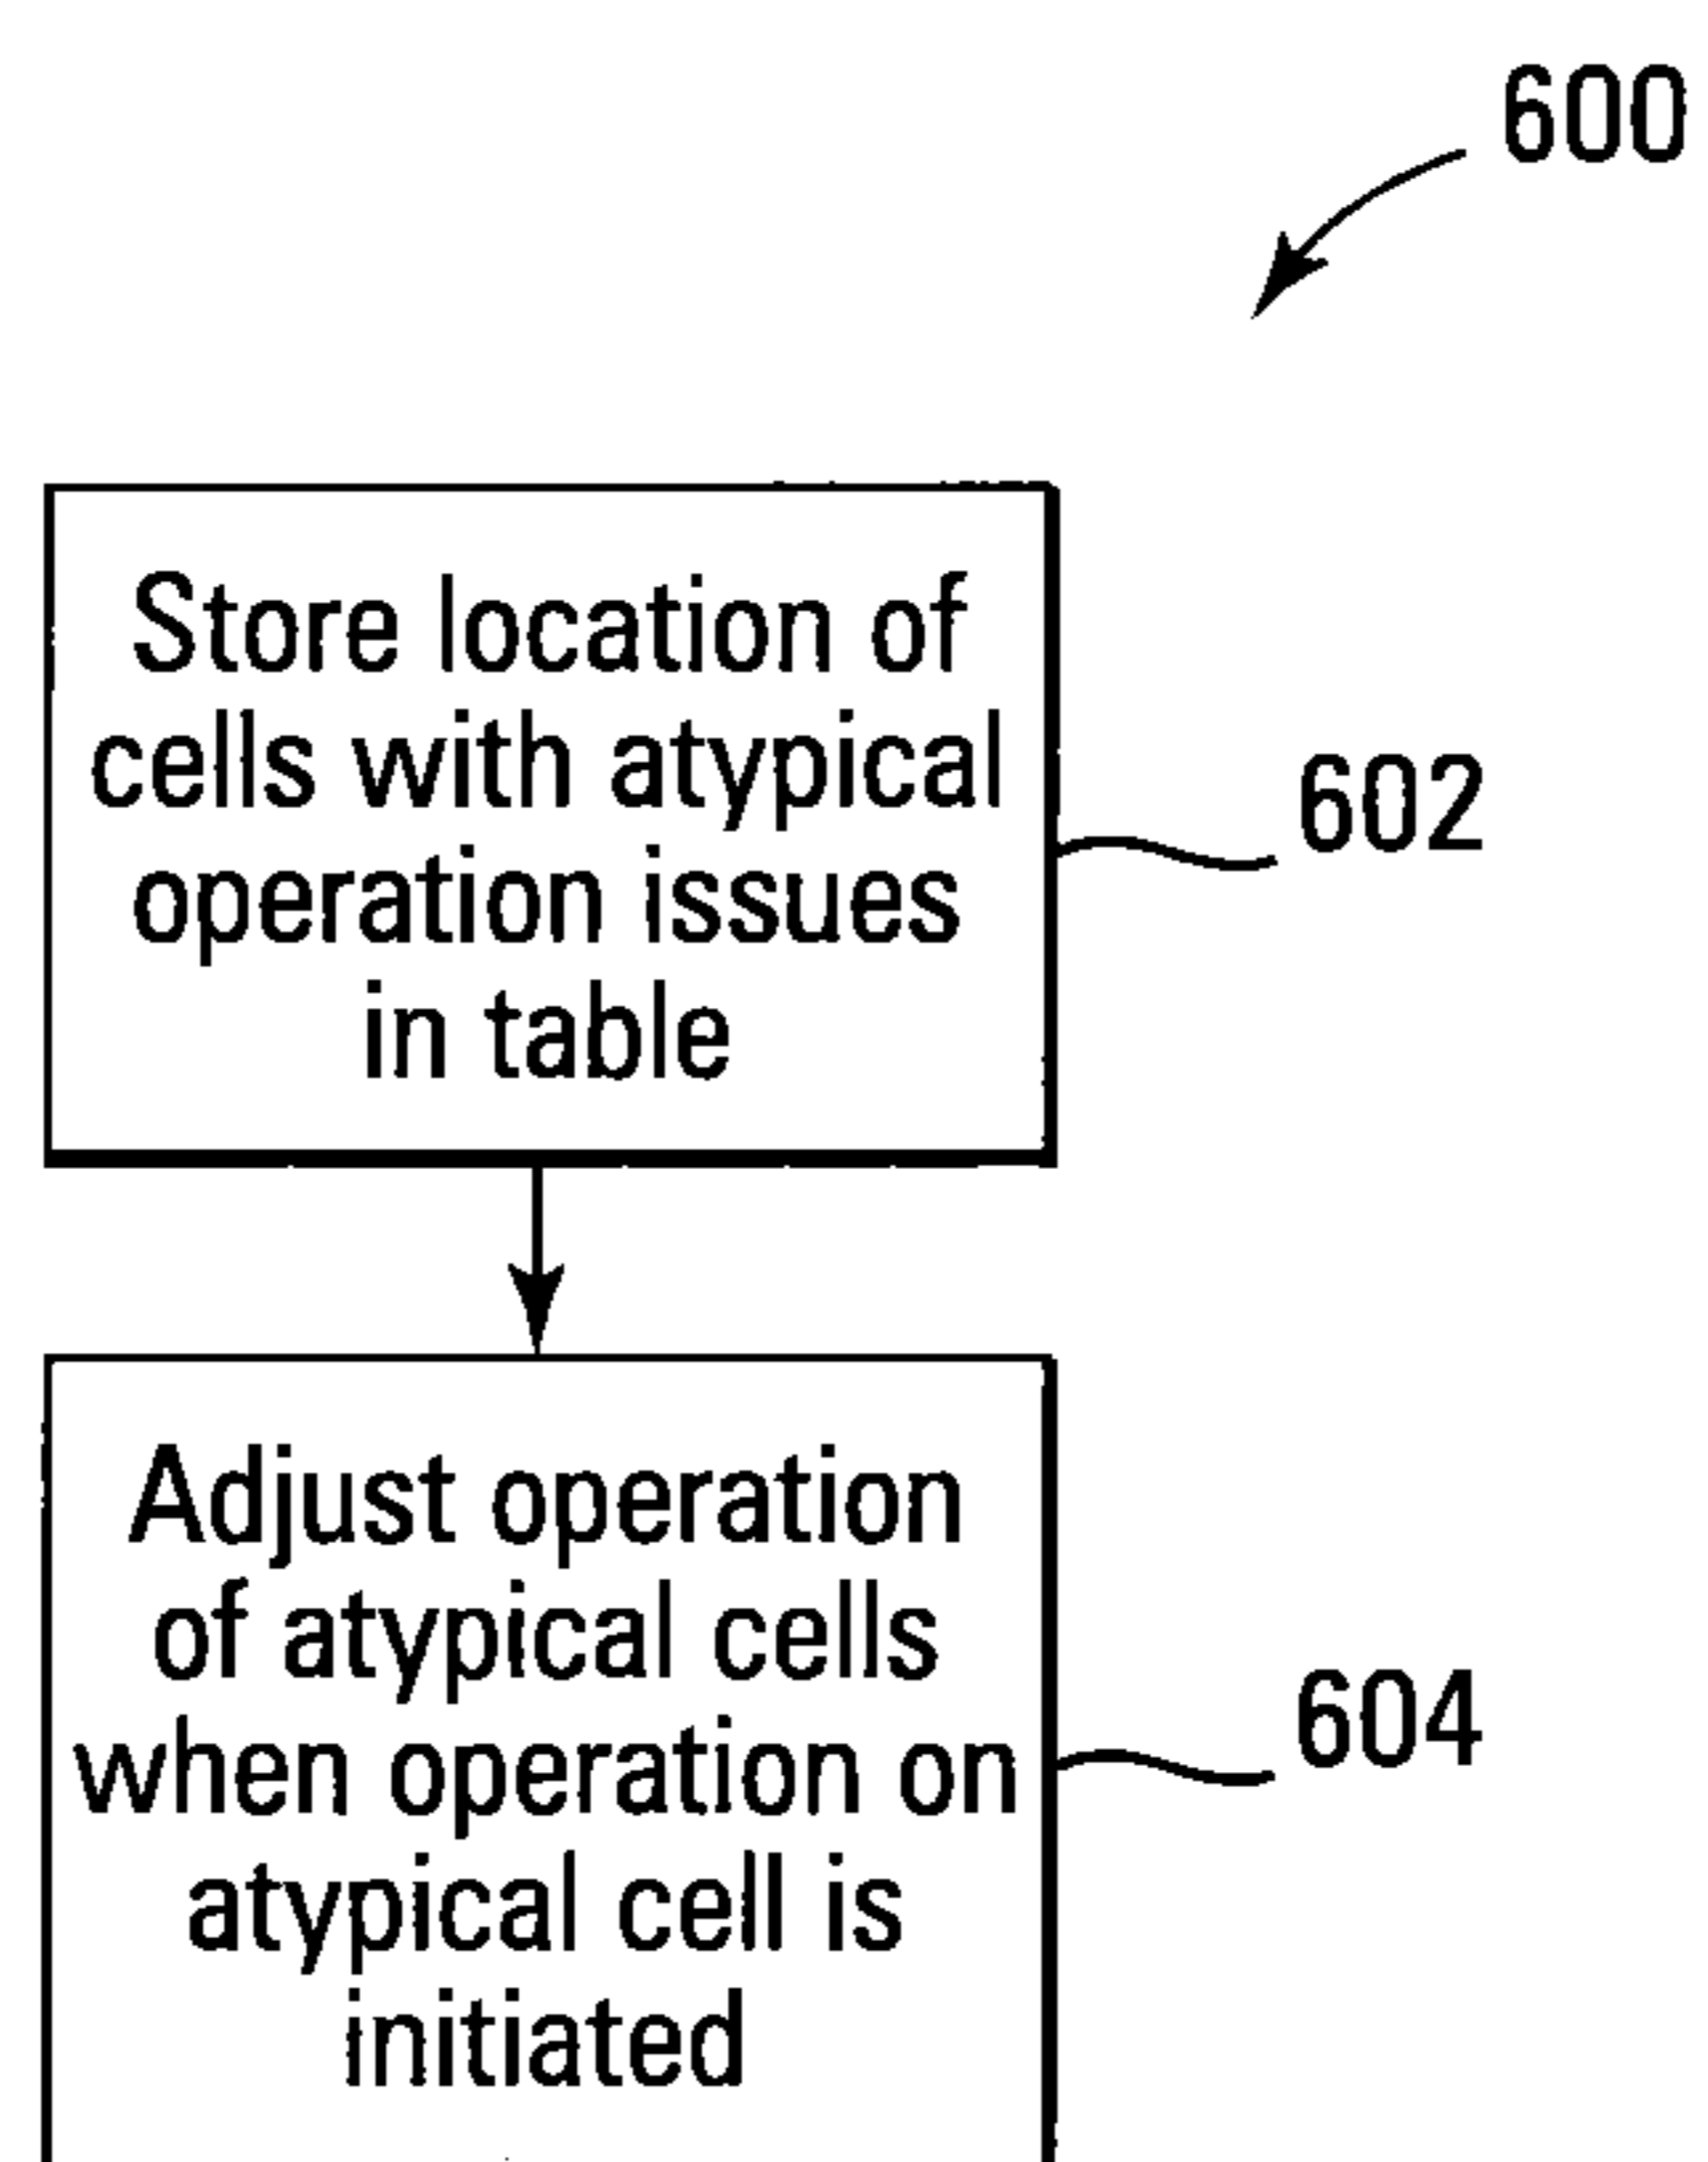 600
Store location of
cells with atypical
operation issues
in table
602
Adjust operation
of atypical cells
when operation on
atypical cell is
initiated
604